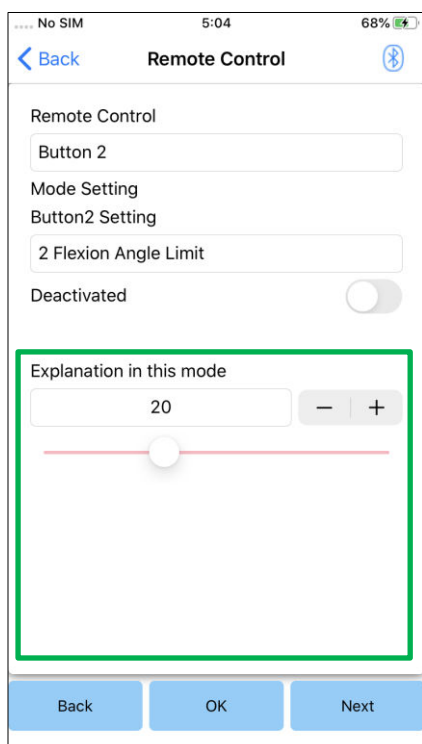 No SIM 5:04 68%
Back Remote Control
Remote Control
Button 2
Mode Setting
Button2 Setting
2 Flexion Angle Limit
Deactivated
Explanation in this mode
20 − +
Back OK Next